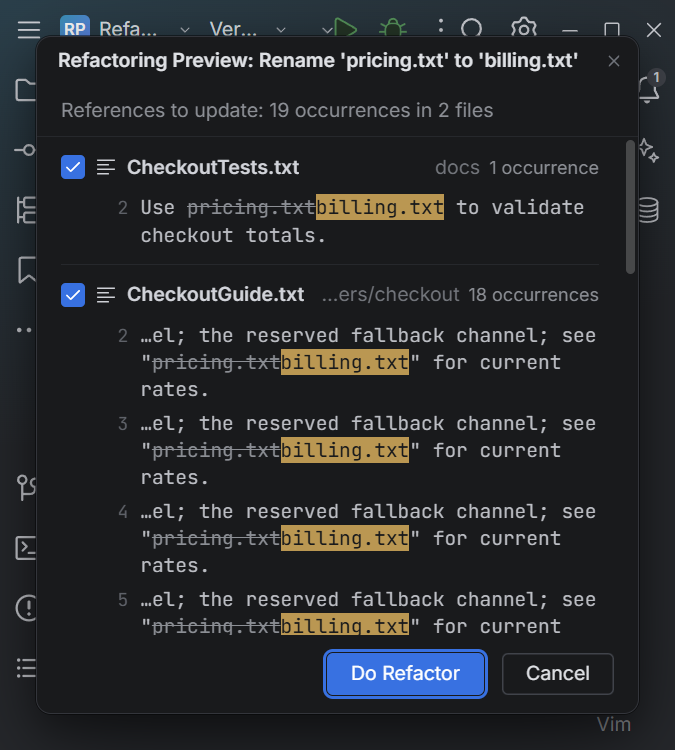 RP Refa... Ver...
Refactoring Preview: Rename 'pricing.txt' to 'billing.txt'
References to update: 19 occurrences in 2 files
1
CheckoutTests.txt docs 1 occurrence
2 Use pricing.txtbilling.txt to validate
checkout totals.
CheckoutGuide.txt ...ers/checkout 18 occurrences
2 …el; the reserved fallback channel; see
"pricing.txtbilling.txt" for current
rates.
3 …el; the reserved fallback channel; see
"pricing.txtbilling.txt" for current
rates.
4 …el; the reserved fallback channel; see
"pricing.txtbilling.txt" for current
rates.
5 …el; the reserved fallback channel; see
"pricing.txtbilling.txt" for current
Do Refactor Cancel
Vim